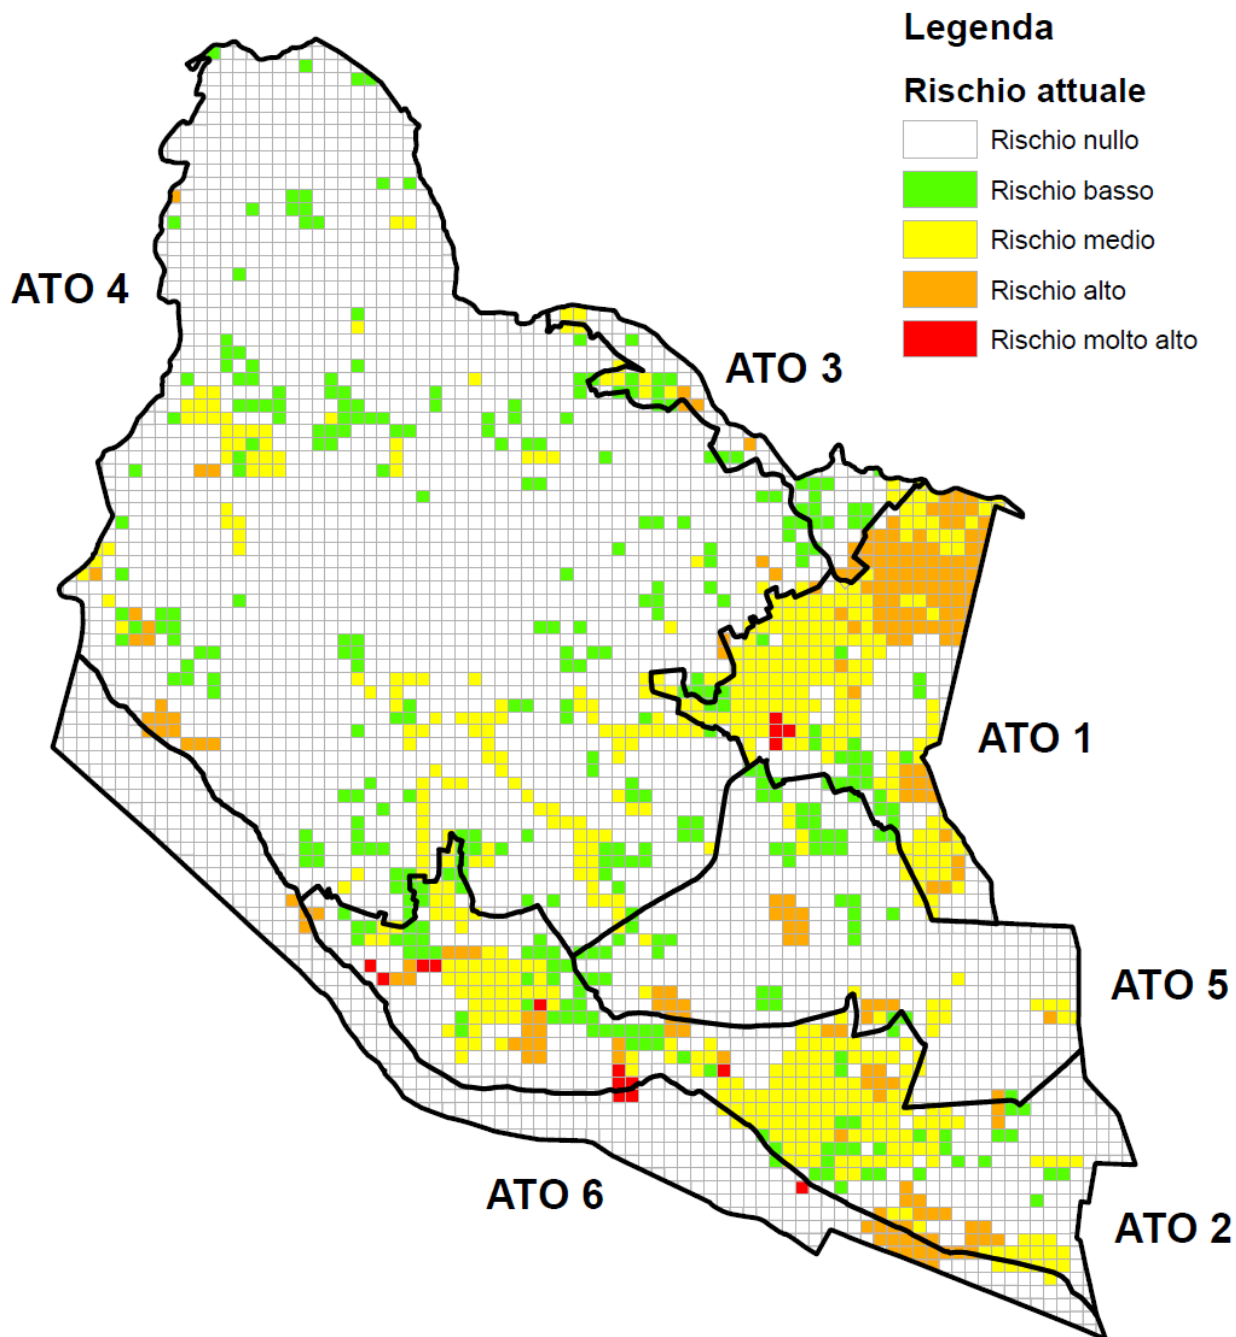 Legenda
Rischio attuale
Rischio nullo
Rischio basso
Rischio medio
Rischio alto
Rischio molto alto
ATO 4
ATO 3
ATO 1
ATO 5
ATO 6
ATO 2